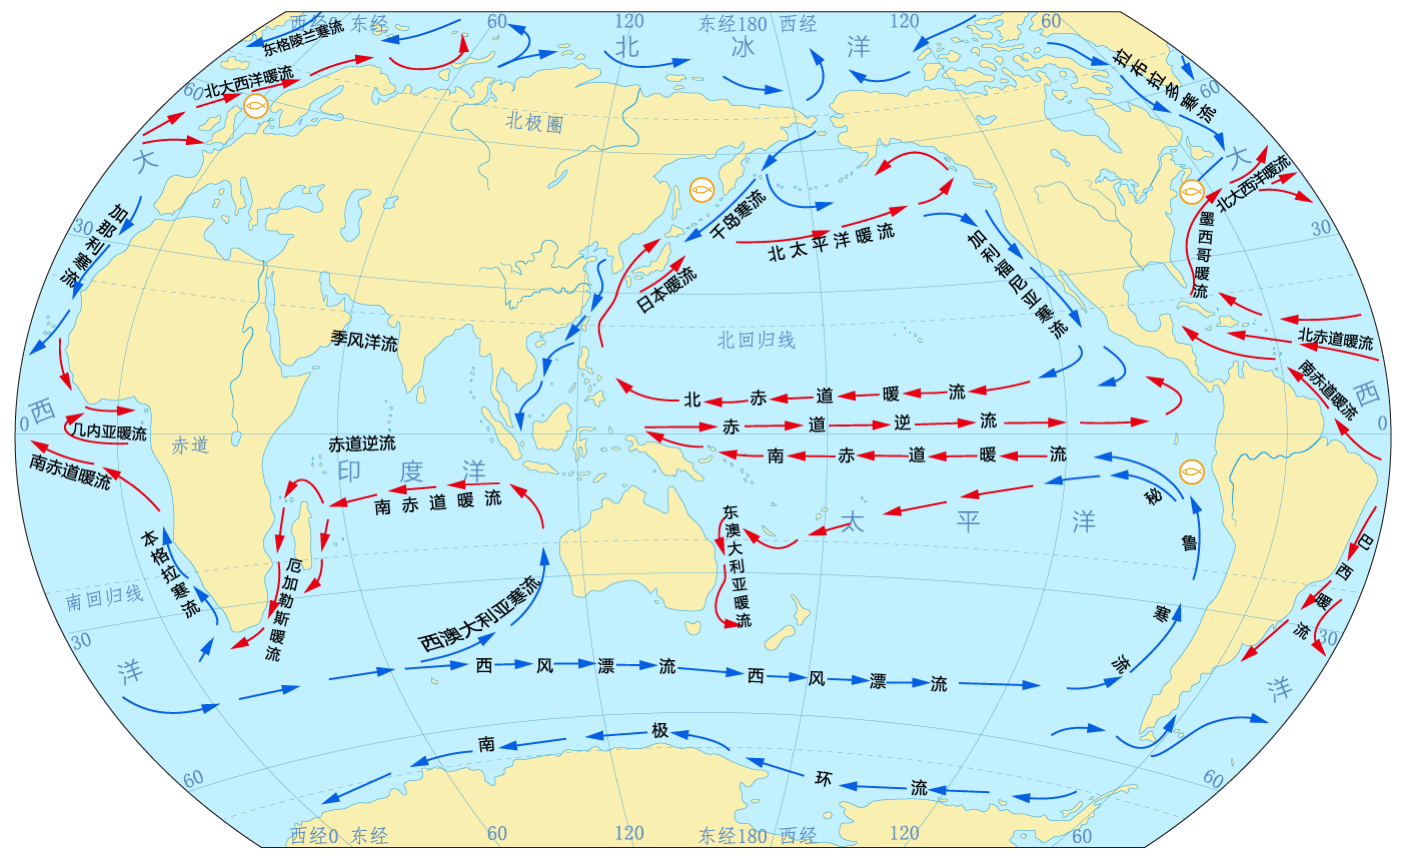 西经0 东经
60
120
东经180 西经
120
60
东格陵兰寒流
北冰洋
拉布拉多寒流
北大西洋暖流
60
60
北极圈
大
大
北大西洋暖流
千岛寒流
加那利寒流
30
30
墨西哥暖流
北太平洋暖流
加利福尼亚寒流
日本暖流
季风洋流
北回归线
北赤道暖流
南赤道暖流
西
西
北赤道暖流
0
0
赤道逆流
几内亚暖流
赤道
赤道逆流
南赤道暖流
南赤道暖流
印度洋
南赤道暖流
秘鲁寒流
太平洋
东澳大利亚暖流
本格拉寒流
厄加勒斯暖流
巴西暖流
南回归线
西澳大利亚寒流
30
30
洋
洋
西风漂流
西风漂流
南极环流
60
60
西经0 东经
60
120
东经180 西经
120
60